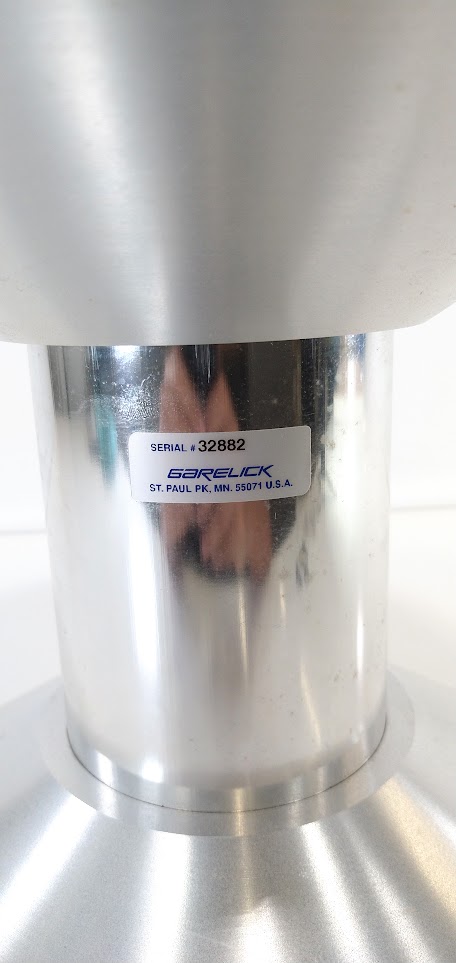 SERIAL # 32882
GARELICK
ST. PAUL PK, MN. 55071 U.S.A.